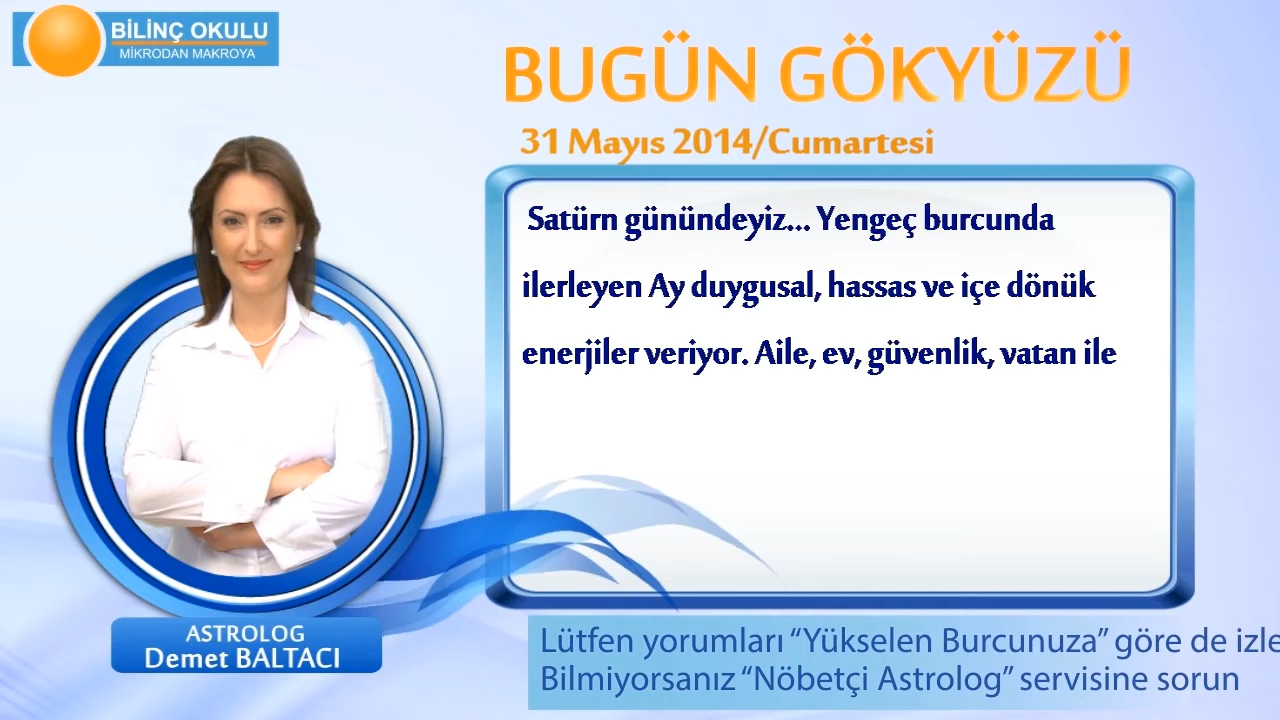 BİLİNÇ OKULU
MİKRODAN MAKROYA
BUGÜN GÖKYÜZÜ
31 Mayıs 2014/Cumartesi
Satürn günündeyiz... Yengeç burcunda
ilerleyen Ay duygusal, hassas ve içe dönük
enerjiler veriyor. Aile, ev, güvenlik, vatan ile
ASTROLOG
Demet BALTACI
Lütfen yorumları “Yükselen Burcunuza” göre de izle
Bilmiyorsanız “Nöbetçi Astrolog” servisine sorun